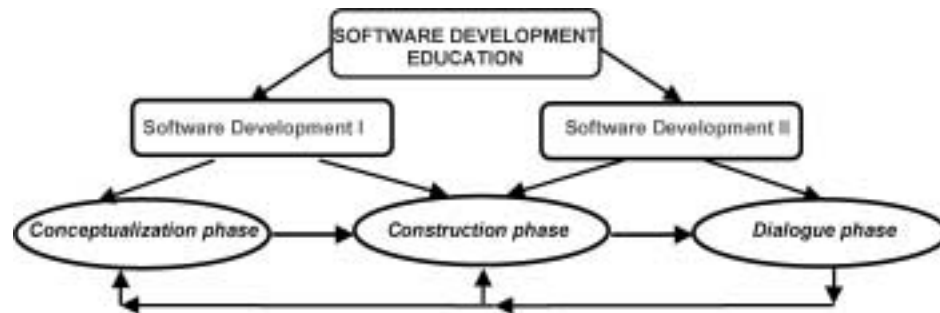 SOFTWARE DEVELOPMENT
EDUCATION
Software Development I
Software Development II
Conceptualization phase
Construction phase
Dialogue phase